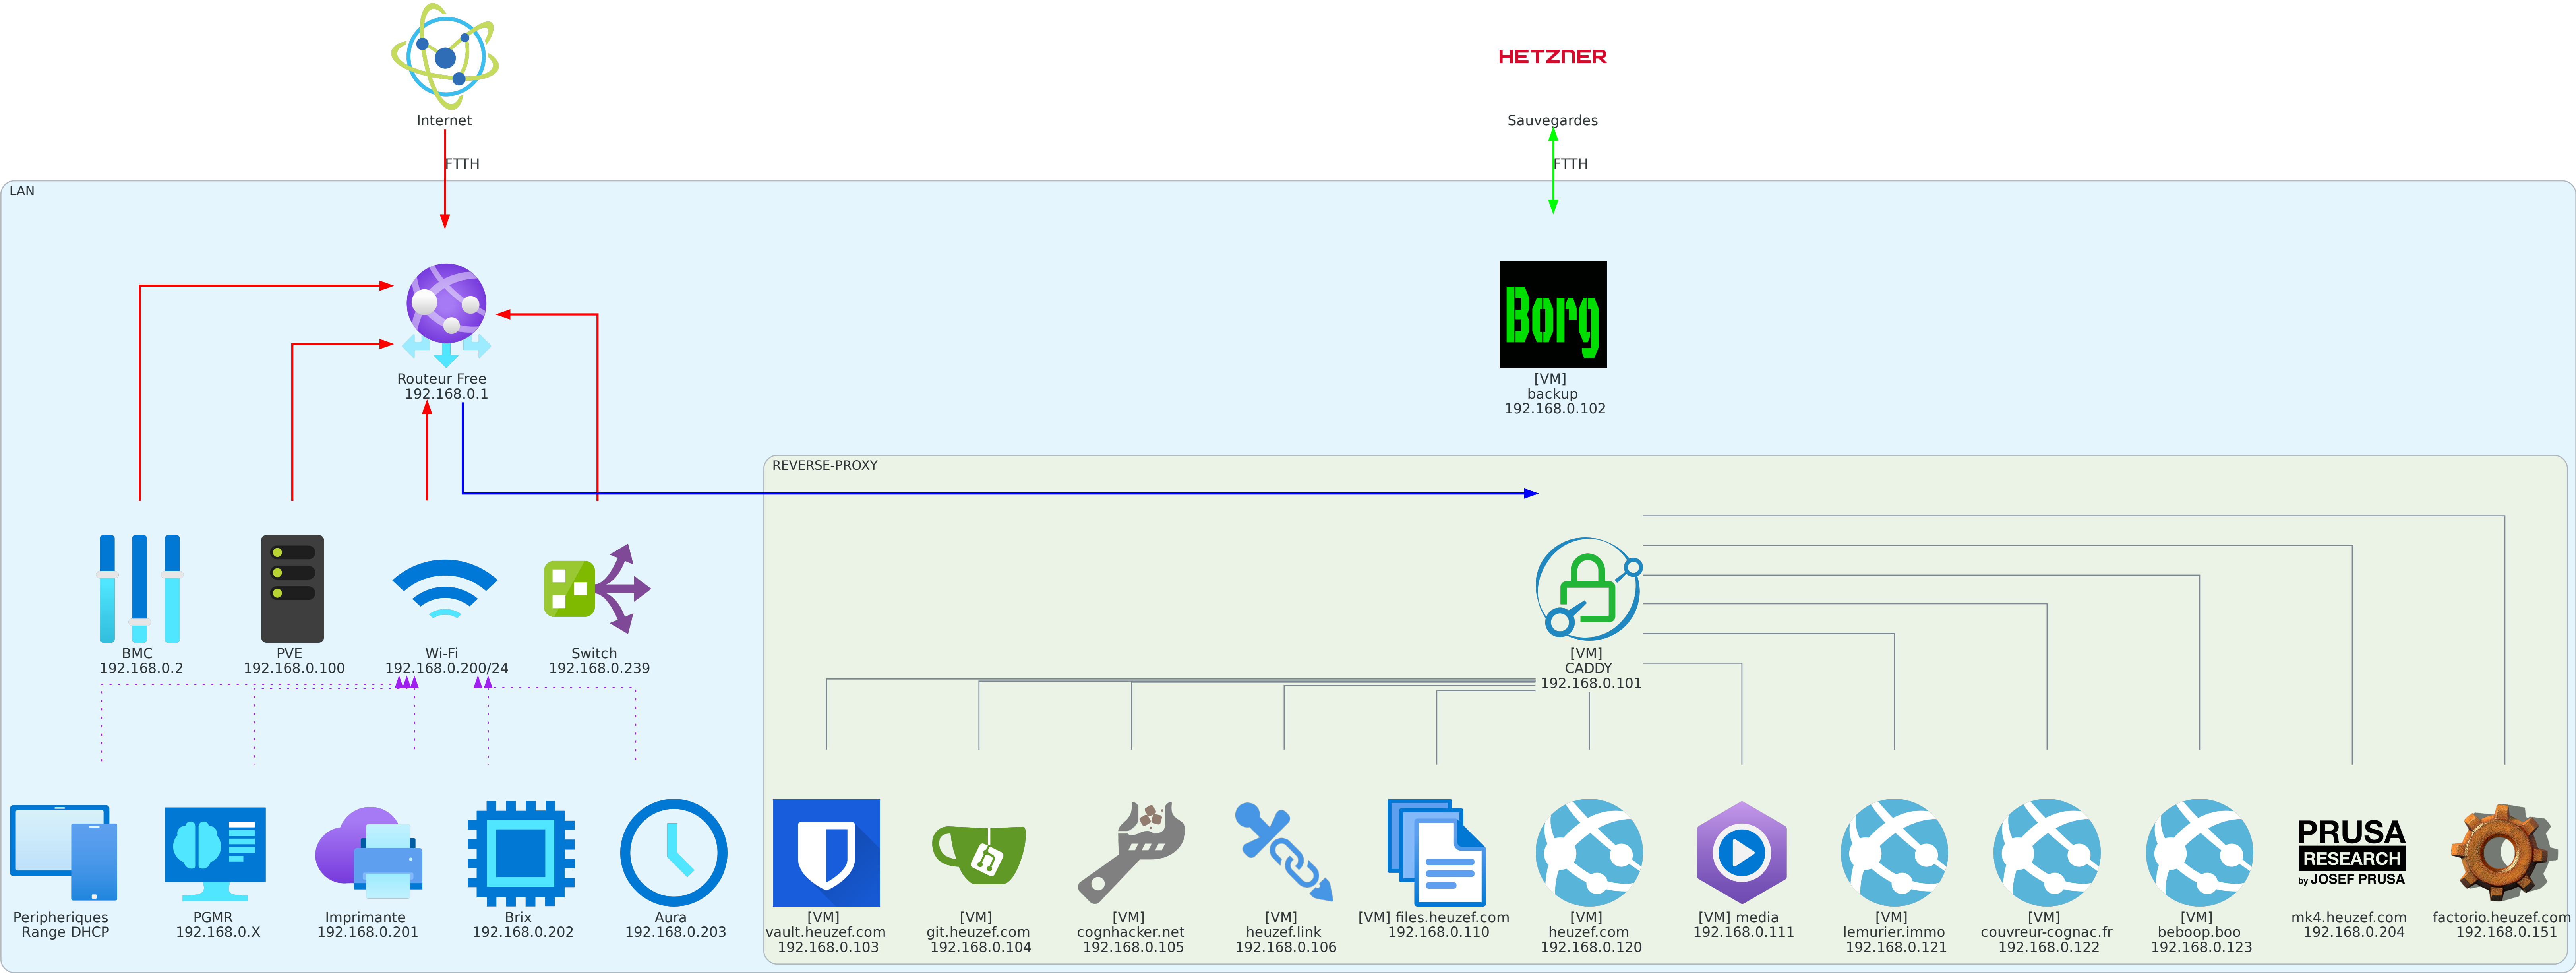 HETZNER
Internet
Sauvegardes
FTTH
FTTH
LAN
Borg
Routeur Free
192.168.0.1
[VM]
backup
192.168.0.102
REVERSE-PROXY
BMC
192.168.0.2
PVE
192.168.0.100
Wi-Fi
192.168.0.200/24
Switch
192.168.0.239
[VM]
CADDY
192.168.0.101
PRUSA
RESEARCH
by JOSEF PRUSA
Peripheriques
Range DHCP
PGMR
192.168.0.X
Imprimante
192.168.0.201
Brix
192.168.0.202
Aura
192.168.0.203
[VM]
vault.heuzef.com
192.168.0.103
[VM]
git.heuzef.com
192.168.0.104
[VM]
cognhacker.net
192.168.0.105
[VM]
heuzef.link
192.168.0.106
[VM] files.heuzef.com
192.168.0.110
[VM]
heuzef.com
192.168.0.120
[VM] media
192.168.0.111
[VM]
lemurier.immo
192.168.0.121
[VM]
couvreur-cognac.fr
192.168.0.122
[VM]
beboop.boo
192.168.0.123
mk4.heuzef.com
192.168.0.204
factorio.heuzef.com
192.168.0.151